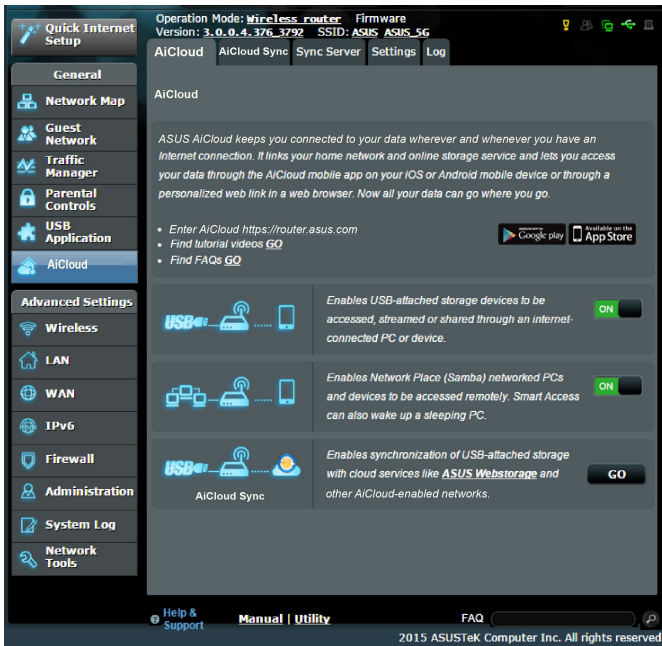 Quick Internet
Setup
Operation Mode: Wireless router Firmware
Version: 3.0.0.4.376_3792 SSID: ASUS ASUS_5G
AiCloud AiCloud Sync Sync Server Settings Log
General
Network Map
Guest
Network
Traffic
Manager
Parental
Controls
USB
Application
AiCloud
Advanced Settings
Wireless
LAN
WAN
IPv6
Firewall
Administration
System Log
Network
Tools
AiCloud
ASUS AiCloud keeps you connected to your data wherever and whenever you have an
Internet connection. It links your home network and online storage service and lets you access
your data through the AiCloud mobile app on your iOS or Android mobile device or through a
personalized web link in a web browser. Now all your data can go where you go.
• Enter AiCloud https://router.asus.com
• Find tutorial videos GO
• Find FAQs GO
Google play
Available on the
App Store
USB
Enables USB-attached storage devices to be
accessed, streamed or shared through an internet-
connected PC or device.
ON
Enables Network Place (Samba) networked PCs
and devices to be accessed remotely. Smart Access
can also wake up a sleeping PC.
ON
USB
AiCloud Sync
Enables synchronization of USB-attached storage
with cloud services like ASUS Webstorage and
other AiCloud-enabled networks.
GO
Help &
Support
Manual | Utility
FAQ
2015 ASUSTeK Computer Inc. All rights reserved